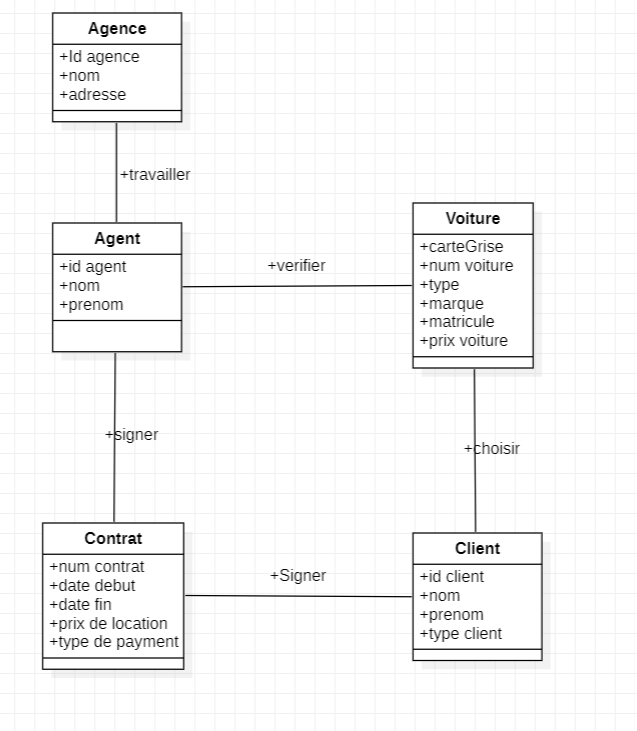 Agence
+Id agence
+nom
+adresse
+travailler
Agent
+id agent
+nom
+prenom
+verifier
Voiture
+carteGrise
+num voiture
+type
+marque
+matricule
+prix voiture
+signer
+choisir
Contrat
+num contrat
+date debut
+date fin
+prix de location
+type de payment
+Signer
Client
+id client
+nom
+prenom
+type client